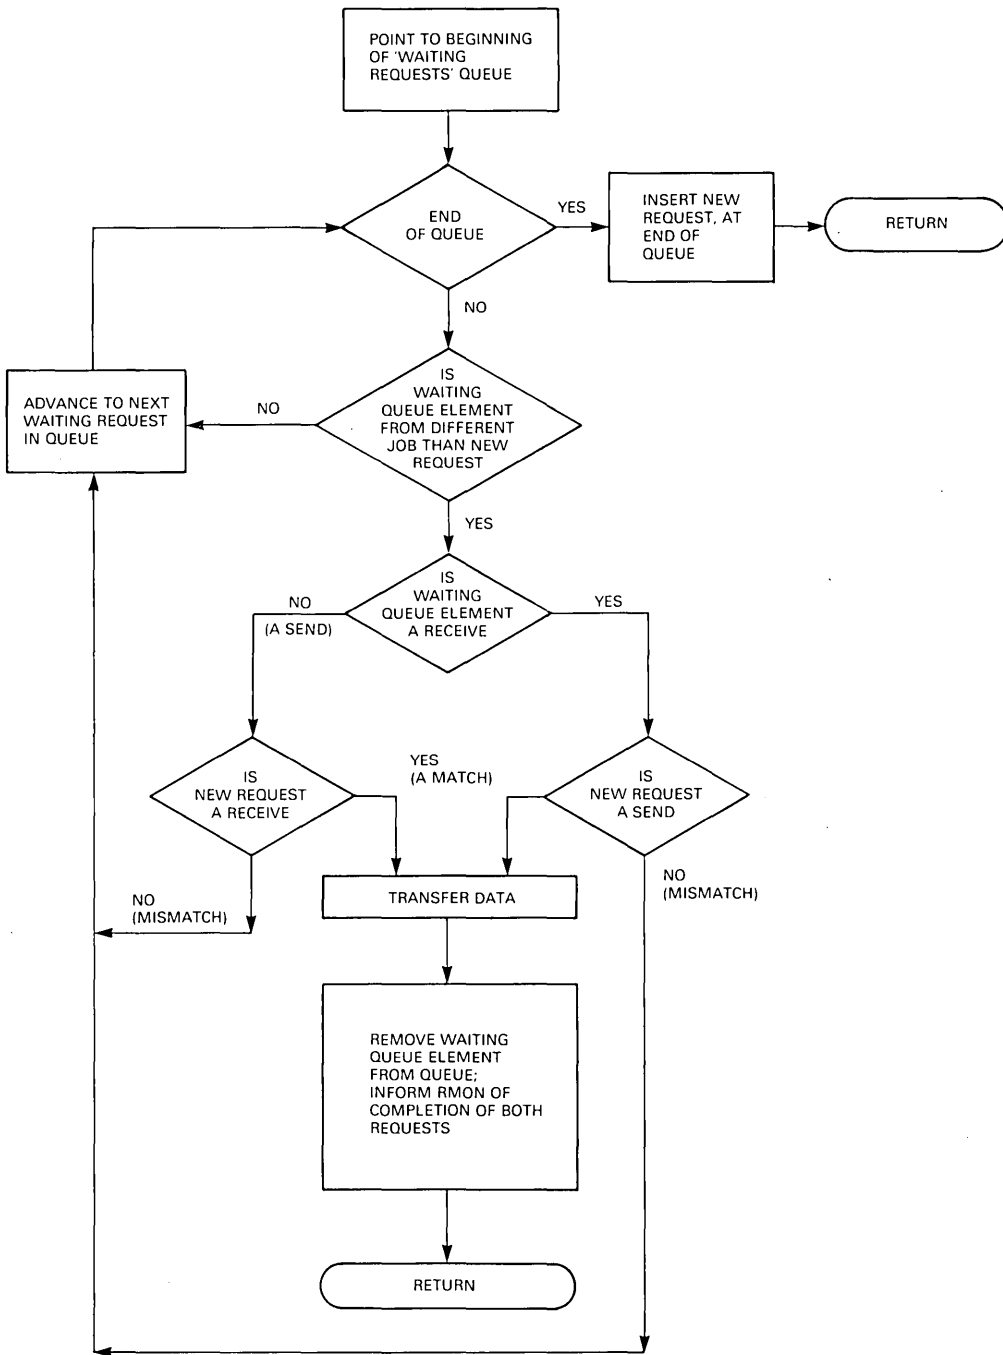 POINT TO BEGINNING
OF 'WAITING
REQUESTS' QUEUE
END
OF QUEUE
YES
INSERT NEW
REQUEST, AT
END OF
QUEUE
RETURN
NO
ADVANCE TO NEXT
WAITING REQUEST
IN QUEUE
NO
IS
WAITING
QUEUE ELEMENT
FROM DIFFERENT
JOB THAN NEW
REQUEST
YES
IS
WAITING
QUEUE ELEMENT
A RECEIVE
NO
(A SEND)
YES
IS
NEW REQUEST
A RECEIVE
YES
(A MATCH)
IS
NEW REQUEST
A SEND
NO
(MISMATCH)
TRANSFER DATA
NO
(MISMATCH)
REMOVE WAITING
QUEUE ELEMENT
FROM QUEUE;
INFORM RMON OF
COMPLETION OF BOTH
REQUESTS
RETURN